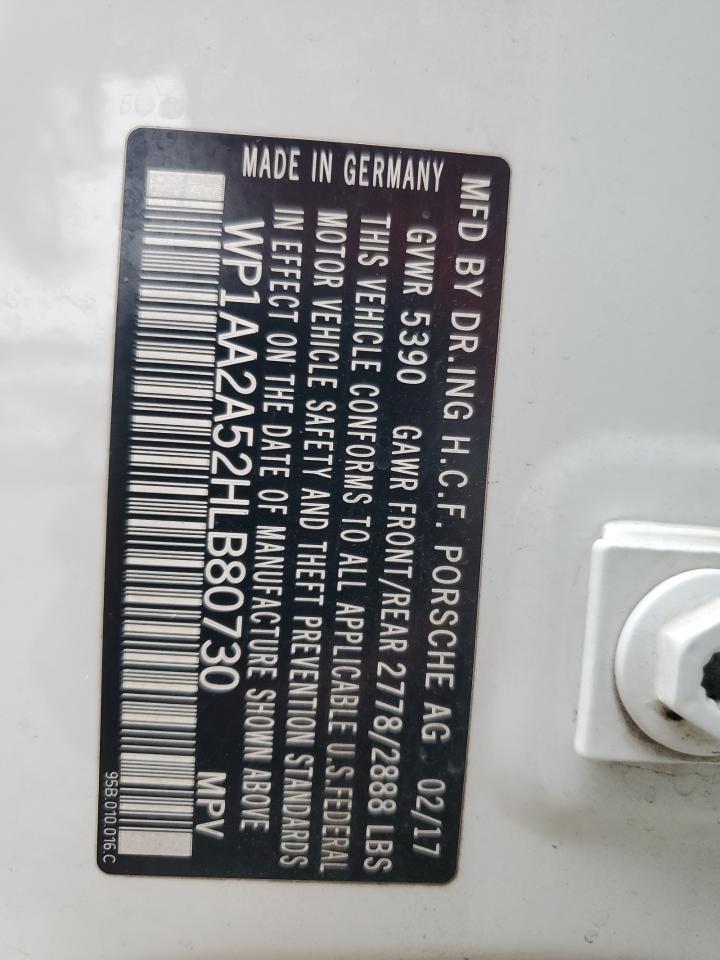 MFD BY DR.ING H.C.F. PORSCHE AG 02/17
MADE IN GERMANY
GVWR 5390 GAWR FRONT/REAR 2778/2888 LBS
THIS VEHICLE CONFORMS TO ALL APPLICABLE U.S.FEDERAL
MOTOR VEHICLE SAFETY AND THEFT PREVENTION STANDARDS
IN EFFECT ON THE DATE OF MANUFACTURE SHOWN ABOVE
WP1AA2A52HLB80730 MPV
95B.010.016.C